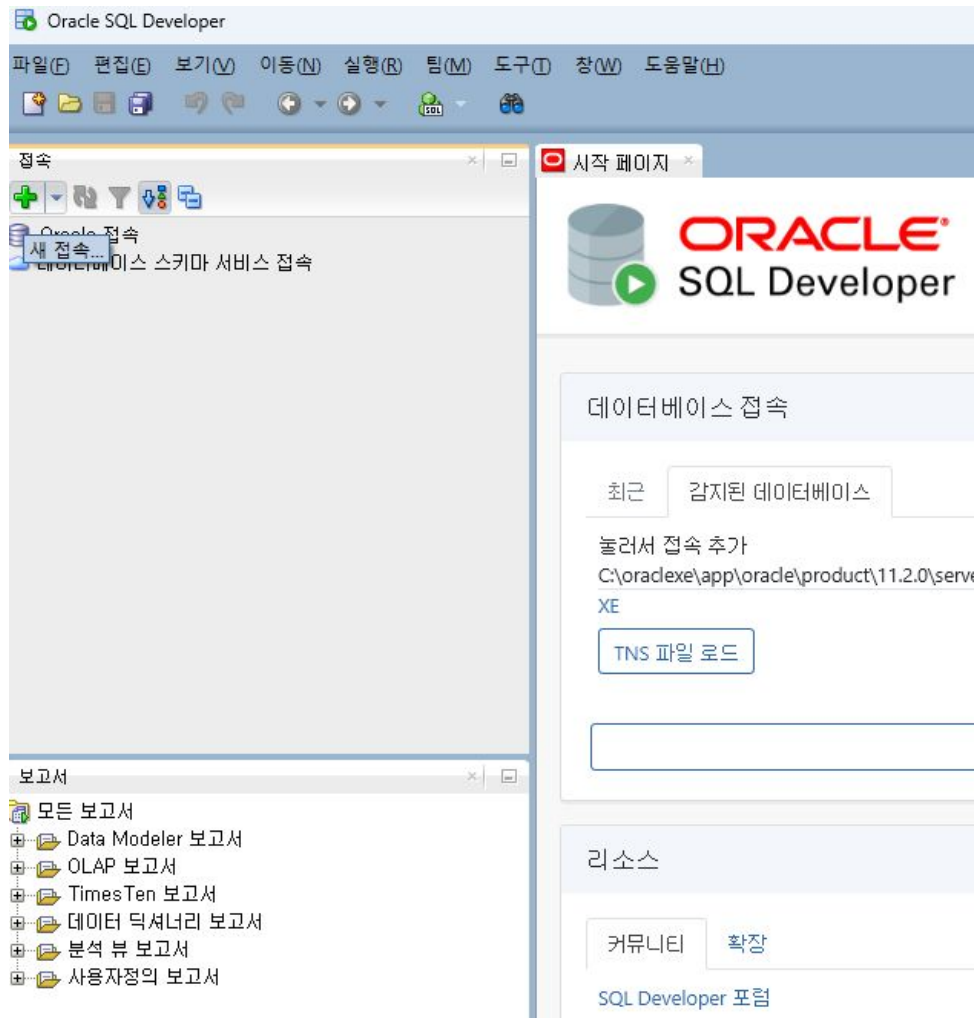 Oracle SQL Developer
파일(F) 편집(E) 보기(V) 이동(N) 실행(R) 팀(M) 도구(T) 창(W) 도움말(H)
접속
새 접속...
접속
스키마 서비스 접속
시작 페이지
ORACLE
SQL Developer
데이터베이스 접속
최근 감지된 데이터베이스
눌러서 접속 추가
C:\oraclexe\app\oracle\product\11.2.0\serve
XE
TNS 파일 로드
보고서
모든 보고서
Data Modeler 보고서
OLAP 보고서
TimesTen 보고서
데이터 딕셔너리 보고서
분석 뷰 보고서
사용자정의 보고서
리소스
커뮤니티 확장
SQL Developer 포럼